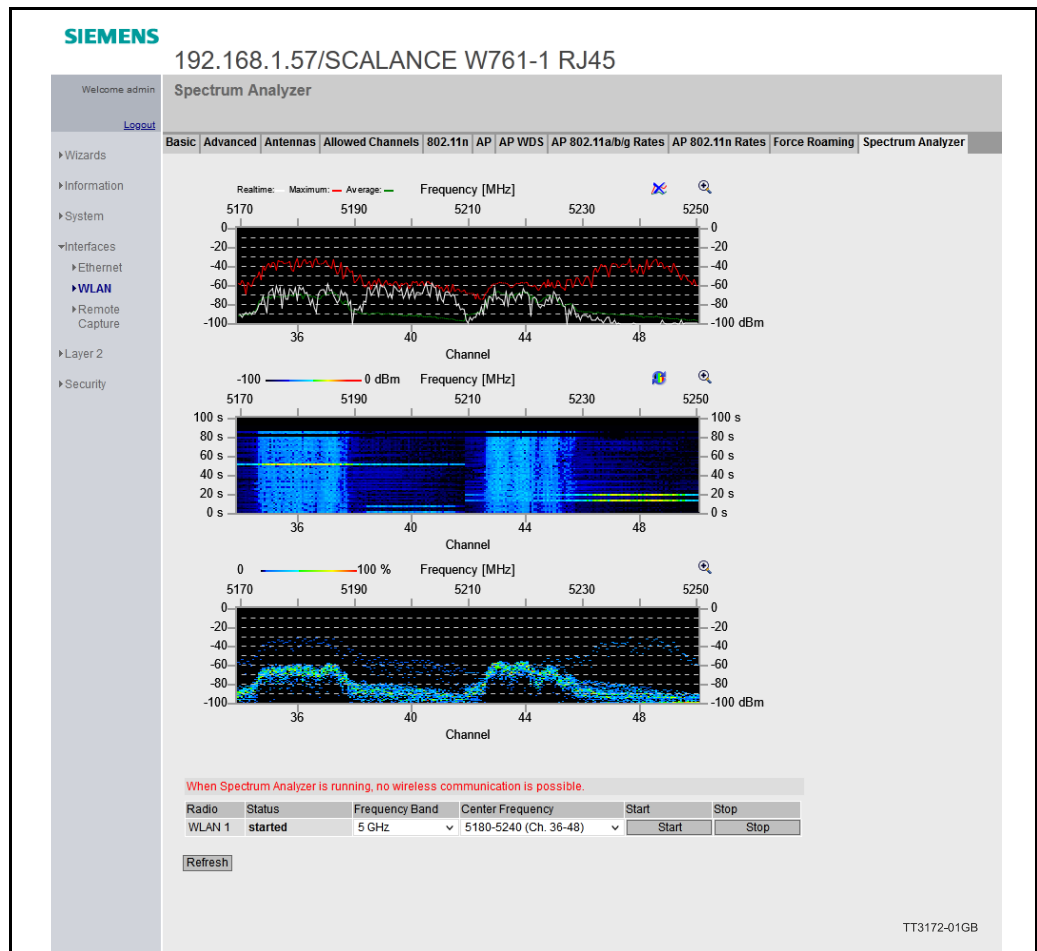 SIEMENS
192.168.1.57/SCALANCE W761-1 RJ45
Welcome admin
Logout
Spectrum Analyzer
Basic Advanced Antennas Allowed Channels 802.11n AP AP WDS AP 802.11a/b/g Rates AP 802.11n Rates Force Roaming Spectrum Analyzer
Wizards
Information
System
Interfaces
Ethernet
WLAN
Remote
Capture
Layer 2
Security
Realtime: Maximum: Average: Frequency [MHz]
5170 5190 5210 5230 5250
0 0
-20 -20
-40 -40
-60 -60
-80 -80
-100 -100 dBm
36 40 44 48
Channel
-100 0 dBm Frequency [MHz]
5170 5190 5210 5230 5250
100 s 100 s
80 s 80 s
60 s 60 s
40 s 40 s
20 s 20 s
0 s 0 s
36 40 44 48
Channel
0 100 % Frequency [MHz]
5170 5190 5210 5230 5250
0 0
-20 -20
-40 -40
-60 -60
-80 -80
-100 -100 dBm
36 40 44 48
Channel
When Spectrum Analyzer is running, no wireless communication is possible.
Radio Status Frequency Band Center Frequency Start Stop
WLAN 1 started 5 GHz 5180-5240 (Ch. 36-48) Start Stop
Refresh
TT3172-01GB